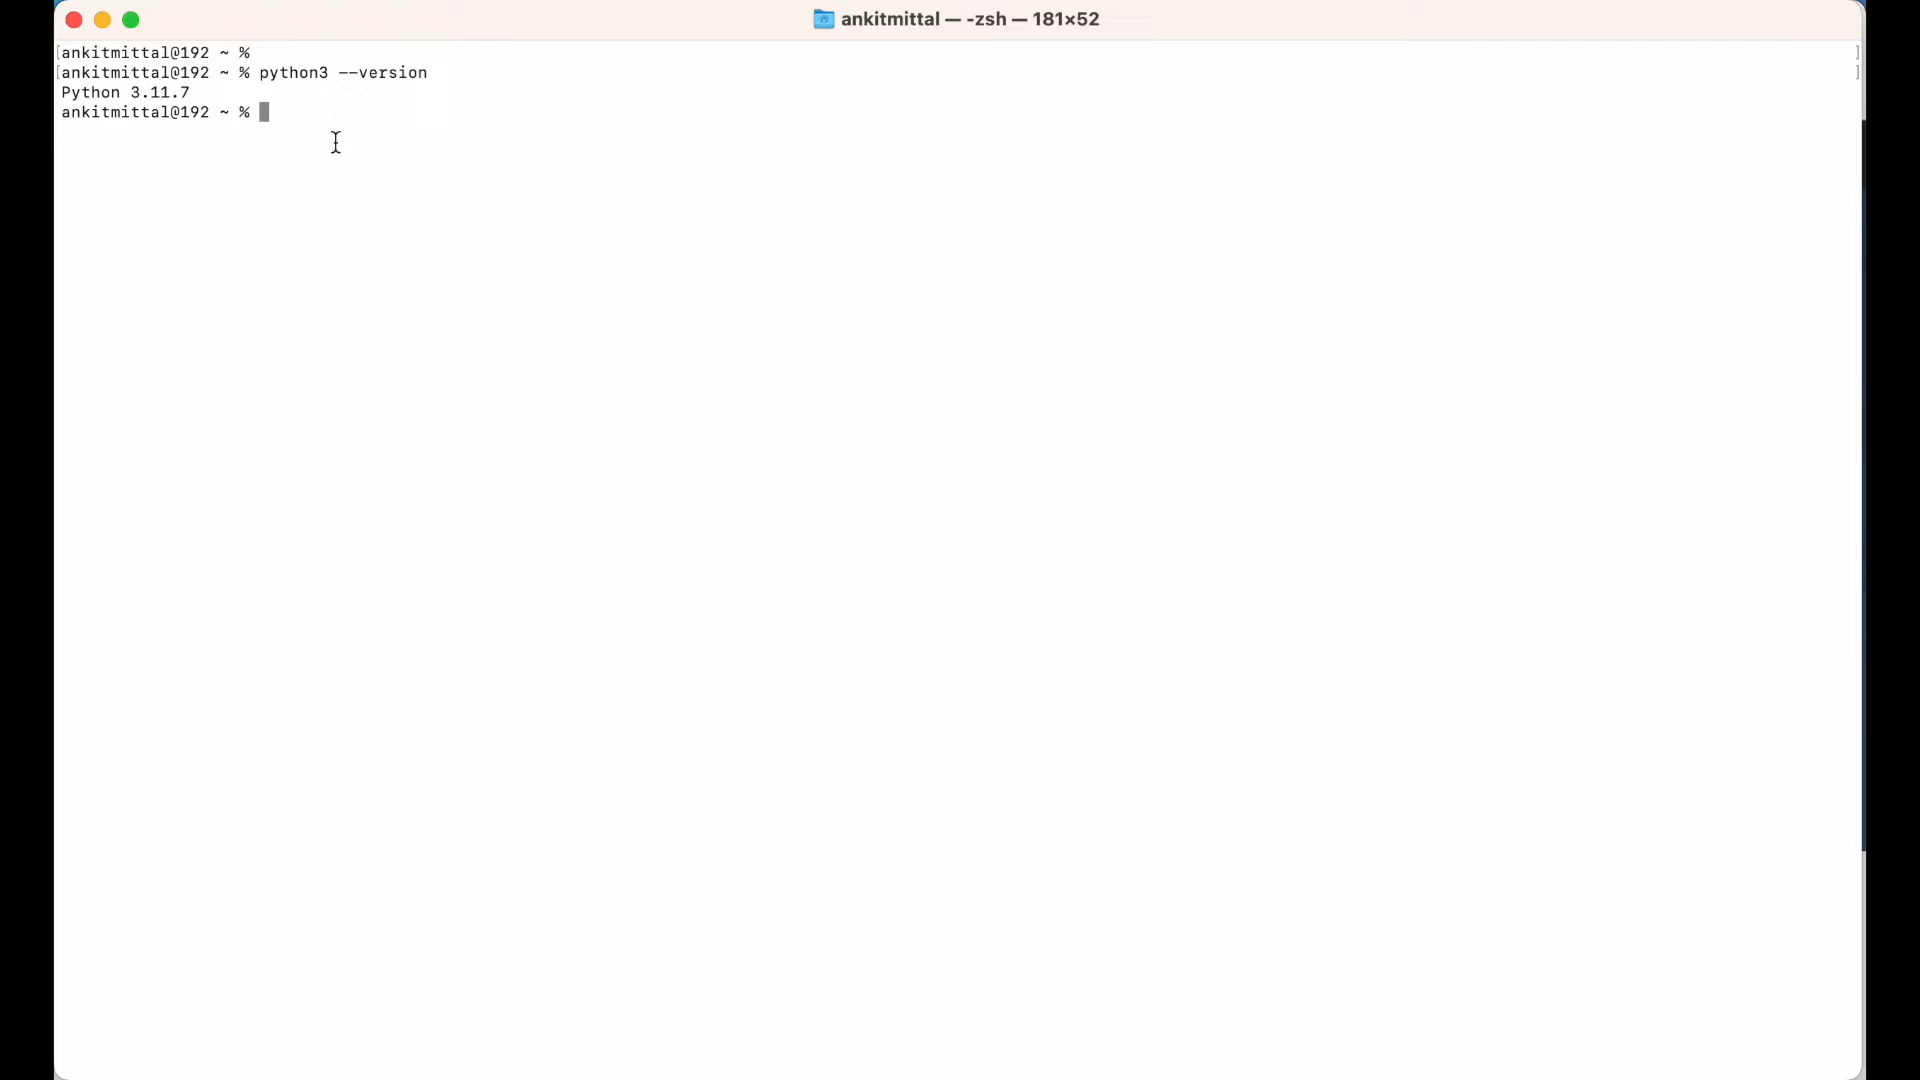 ankitmittal — -zsh — 181×52
[ankitmittal@192 ~ % ]
[ankitmittal@192 ~ % python3 --version ]
Python 3.11.7
ankitmittal@192 ~ %